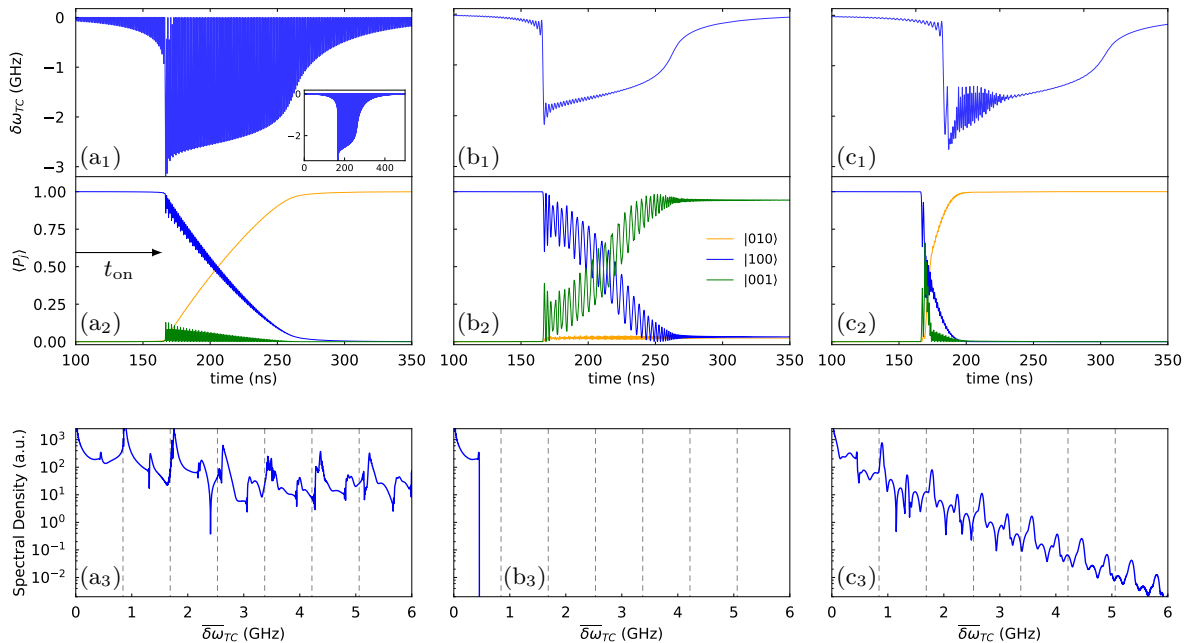 0
−1
−2
−3
δω_TC (GHz)
(a₁)
0
−2
0 200 400
(b₁)
(c₁)
1.00
0.75
0.50
0.25
0.00
⟨P_j⟩
t_on
(a₂)
100 150 200 250 300 350
time (ns)
|010⟩
|100⟩
|001⟩
(b₂)
100 150 200 250 300 350
time (ns)
(c₂)
150 200 250 300 350
time (ns)
10³
10²
10¹
10⁰
10⁻¹
10⁻²
Spectral Density (a.u.)
(a₃)
0 1 2 3 4 5 6
δω_TC (GHz)
(b₃)
0 1 2 3 4 5 6
δω_TC (GHz)
(c₃)
0 1 2 3 4 5 6
δω_TC (GHz)